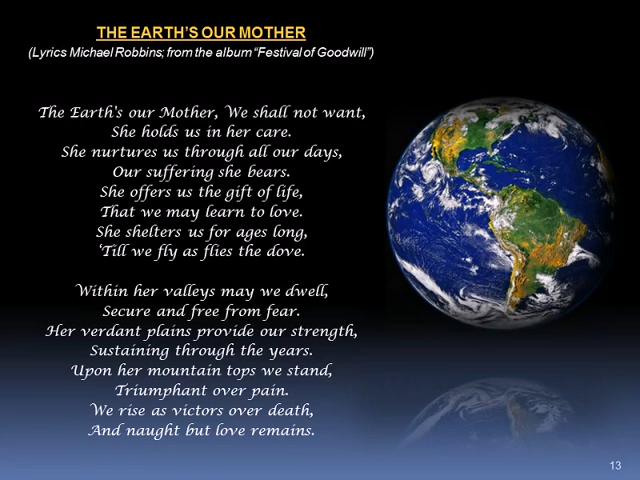 THE EARTH’S OUR MOTHER
(Lyrics Michael Robbins; from the album “Festival of Goodwill”)
The Earth's our Mother, We shall not want,
She holds us in her care.
She nurtures us through all our days,
Our suffering she bears.
She offers us the gift of life,
That we may learn to love.
She shelters us for ages long,
‘Till we fly as flies the dove.
Within her valleys may we dwell,
Secure and free from fear.
Her verdant plains provide our strength,
Sustaining through the years.
Upon her mountain tops we stand,
Triumphant over pain.
We rise as victors over death,
And naught but love remains.
13